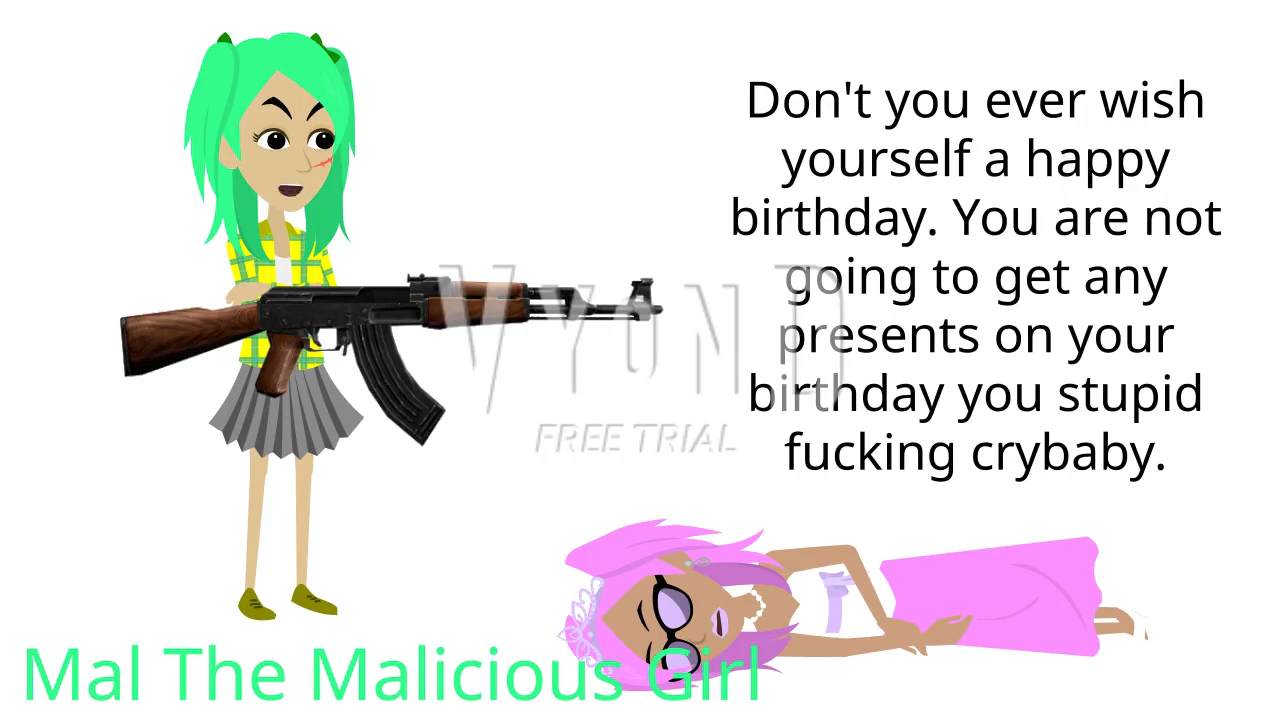 Don't you ever wish
yourself a happy
birthday. You are not
going to get any
presents on your
birthday you stupid
fucking crybaby.
VYOND
FREE TRIAL
Mal The Malicious Girl